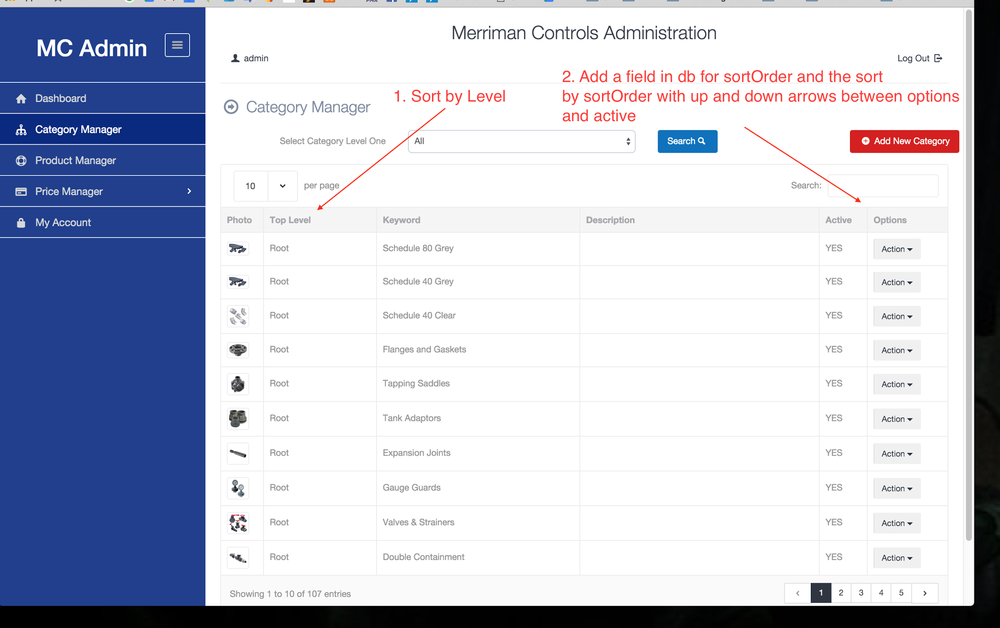 Merriman Controls Administration
MC Admin
admin
Log Out
2. Add a field in db for sortOrder and the sort
by sortOrder with up and down arrows between options
and active
1. Sort by Level
Dashboard
Category Manager
Product Manager
Price Manager
My Account
Category Manager
Select Category Level One
All
Search
Add New Category
10
per page
Search:
Photo Top Level Keyword Description Active Options
Root Schedule 80 Grey YES Action
Root Schedule 40 Grey YES Action
Root Schedule 40 Clear YES Action
Root Flanges and Gaskets YES Action
Root Tapping Saddles YES Action
Root Tank Adaptors YES Action
Root Expansion Joints YES Action
Root Gauge Guards YES Action
Root Valves & Strainers YES Action
Root Double Containment YES Action
Showing 1 to 10 of 107 entries
‹ 1 2 3 4 5 ›